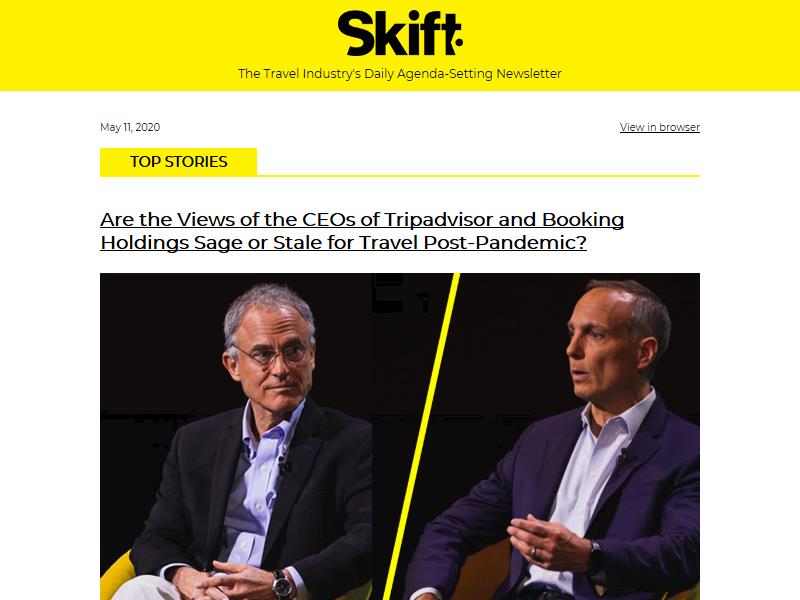 Skift
The Travel Industry's Daily Agenda-Setting Newsletter
May 11, 2020
View in browser
TOP STORIES
Are the Views of the CEOs of Tripadvisor and Booking
Holdings Sage or Stale for Travel Post-Pandemic?